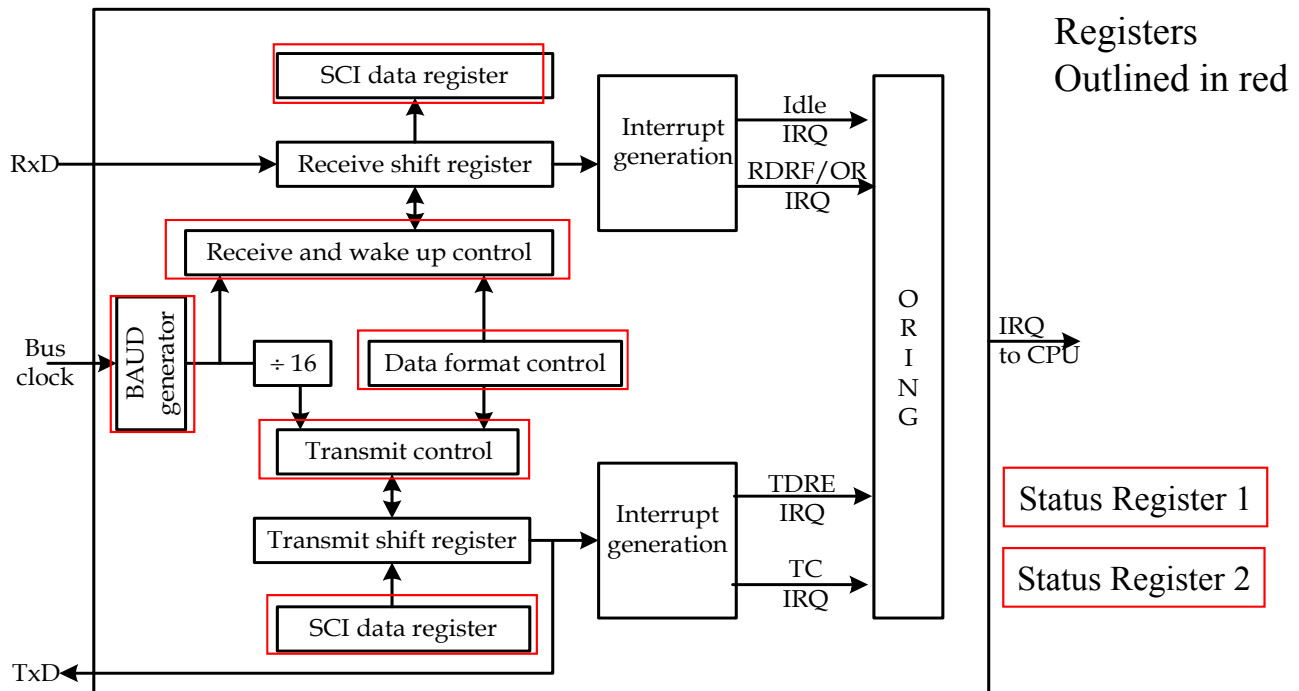 Registers
Outlined in red
SCI data register
Interrupt
generation
Idle
IRQ
RxD
Receive shift register
RDRF/OR
IRQ
Receive and wake up control
O
R
I
N
G
Bus
clock
BAUD
generator
÷ 16
Data format control
IRQ
to CPU
Transmit control
Interrupt
generation
TDRE
IRQ
Status Register 1
Transmit shift register
TC
IRQ
Status Register 2
SCI data register
TxD